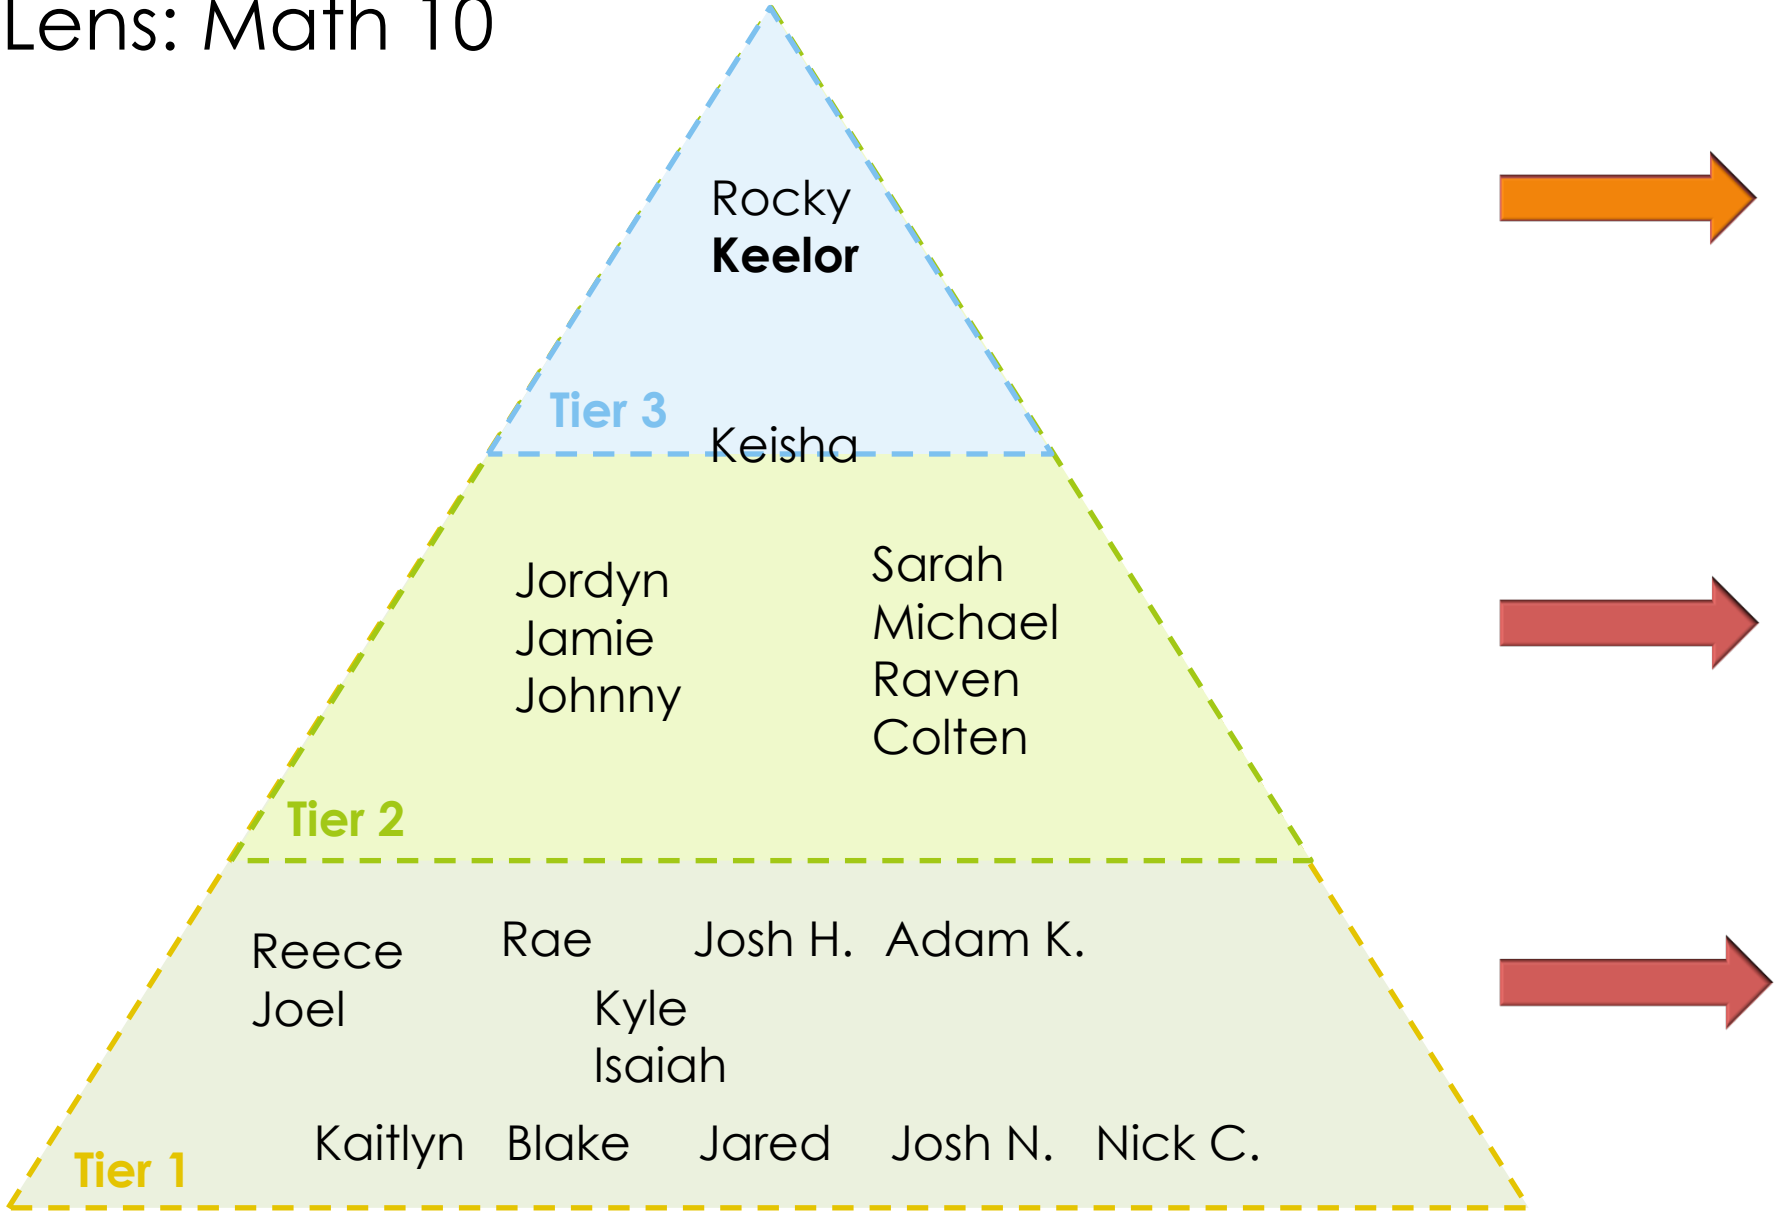 Lens: Math 10
Rocky
Keelor
Tier 3
Keisha
Jordyn
Jamie
Johnny
Sarah
Michael
Raven
Colten
Tier 2
Reece
Joel
Rae
Josh H.
Adam K.
Kyle
Isaiah
Kaitlyn
Blake
Jared
Josh N.
Nick C.
Tier 1